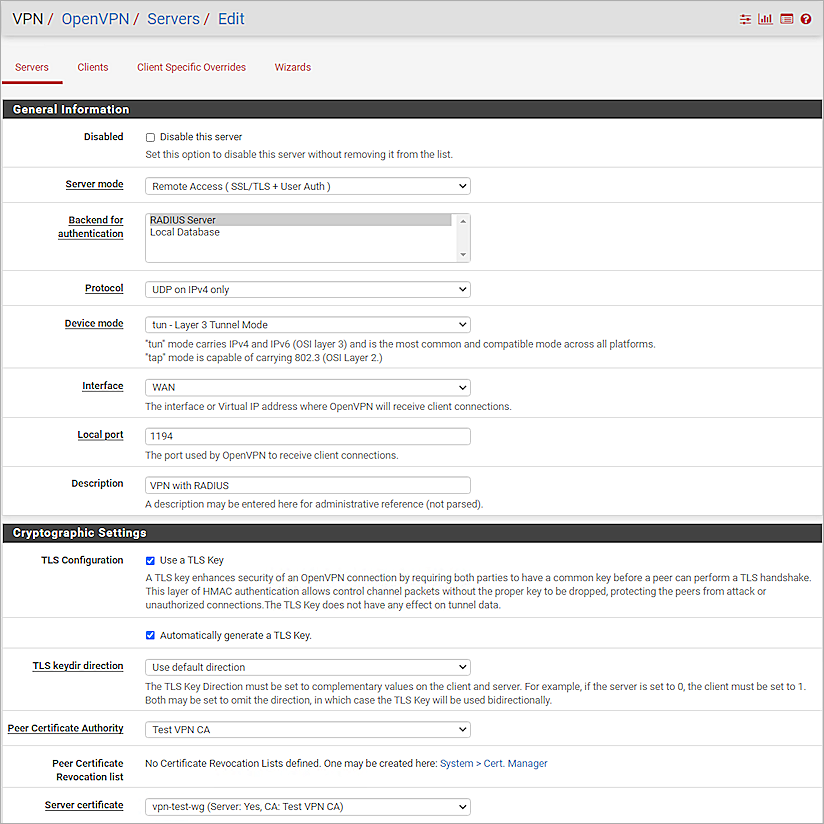 VPN / OpenVPN / Servers / Edit
Servers Clients Client Specific Overrides Wizards
General Information
Disabled Disable this server
Set this option to disable this server without removing it from the list.
Server mode Remote Access ( SSL/TLS + User Auth )
Backend for RADIUS Server
authentication Local Database
Protocol UDP on IPv4 only
Device mode tun - Layer 3 Tunnel Mode
"tun" mode carries IPv4 and IPv6 (OSI layer 3) and is the most common and compatible mode across all platforms.
"tap" mode is capable of carrying 802.3 (OSI Layer 2.)
Interface WAN
The interface or Virtual IP address where OpenVPN will receive client connections.
Local port 1194
The port used by OpenVPN to receive client connections.
Description VPN with RADIUS
A description may be entered here for administrative reference (not parsed).
Cryptographic Settings
TLS Configuration Use a TLS Key
A TLS key enhances security of an OpenVPN connection by requiring both parties to have a common key before a peer can perform a TLS handshake.
This layer of HMAC authentication allows control channel packets without the proper key to be dropped, protecting the peers from attack or
unauthorized connections.The TLS Key does not have any effect on tunnel data.
Automatically generate a TLS Key.
TLS keydir direction Use default direction
The TLS Key Direction must be set to complementary values on the client and server. For example, if the server is set to 0, the client must be set to 1.
Both may be set to omit the direction, in which case the TLS Key will be used bidirectionally.
Peer Certificate Authority Test VPN CA
Peer Certificate No Certificate Revocation Lists defined. One may be created here: System > Cert. Manager
Revocation list
Server certificate vpn-test-wg (Server: Yes, CA: Test VPN CA)